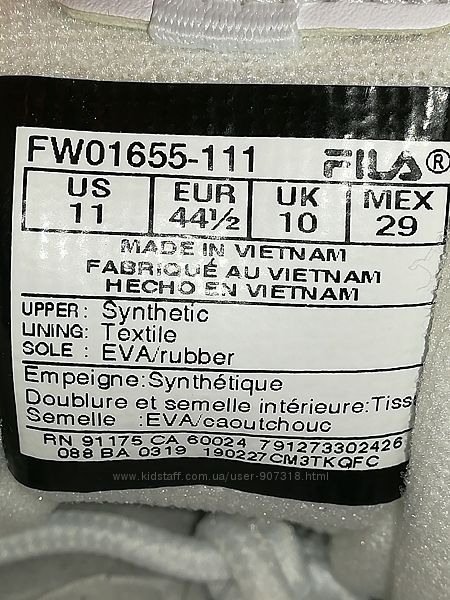 FW01655-111 FILA®
US EUR UK MEX
11 44½ 10 29
MADE IN VIETNAM
FABRIQUÉ AU VIETNAM
HECHO EN VIETNAM
UPPER: Synthetic
LINING: Textile
SOLE : EVA/rubber
Empeigne:Synthétique
Doublure et semelle intérieure:Tiss
Semelle :EVA/caoutchouc
RN 91175 CA 60024 791273302426
088 BA 0319 190227CM3TKQFC
www.kidstaff.com.ua/user-907318.html